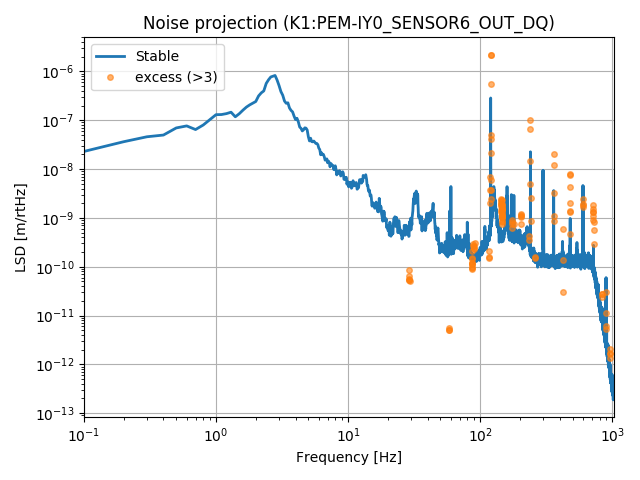 Noise projection (K1:PEM-IY0_SENSOR6_OUT_DQ)
Stable
excess (>3)
LSD [m/rtHz]
10⁻⁶
10⁻⁷
10⁻⁸
10⁻⁹
10⁻¹⁰
10⁻¹¹
10⁻¹²
10⁻¹³
10⁻¹ 10⁰ 10¹ 10² 10³
Frequency [Hz]